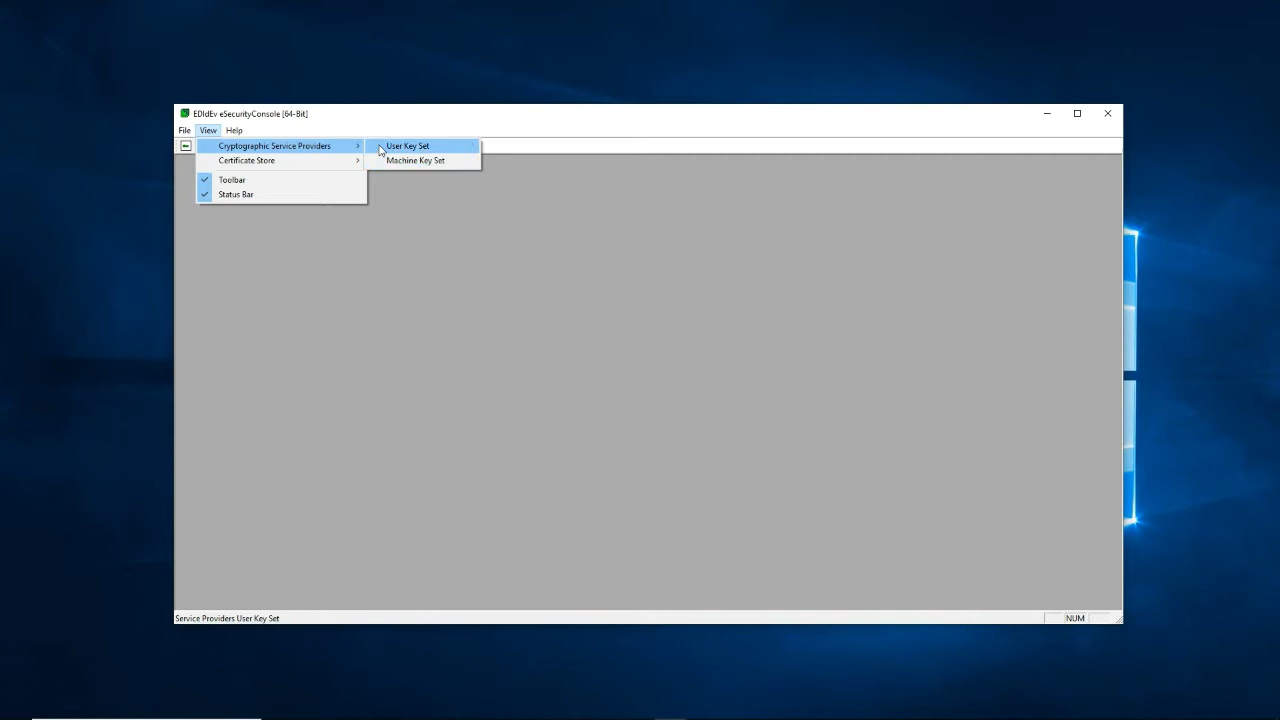 EDIdEv eSecurityConsole [64-Bit]
File View Help
Cryptographic Service Providers
User Key Set
Certificate Store
Machine Key Set
Toolbar
Status Bar
Service Providers User Key Set
NUM